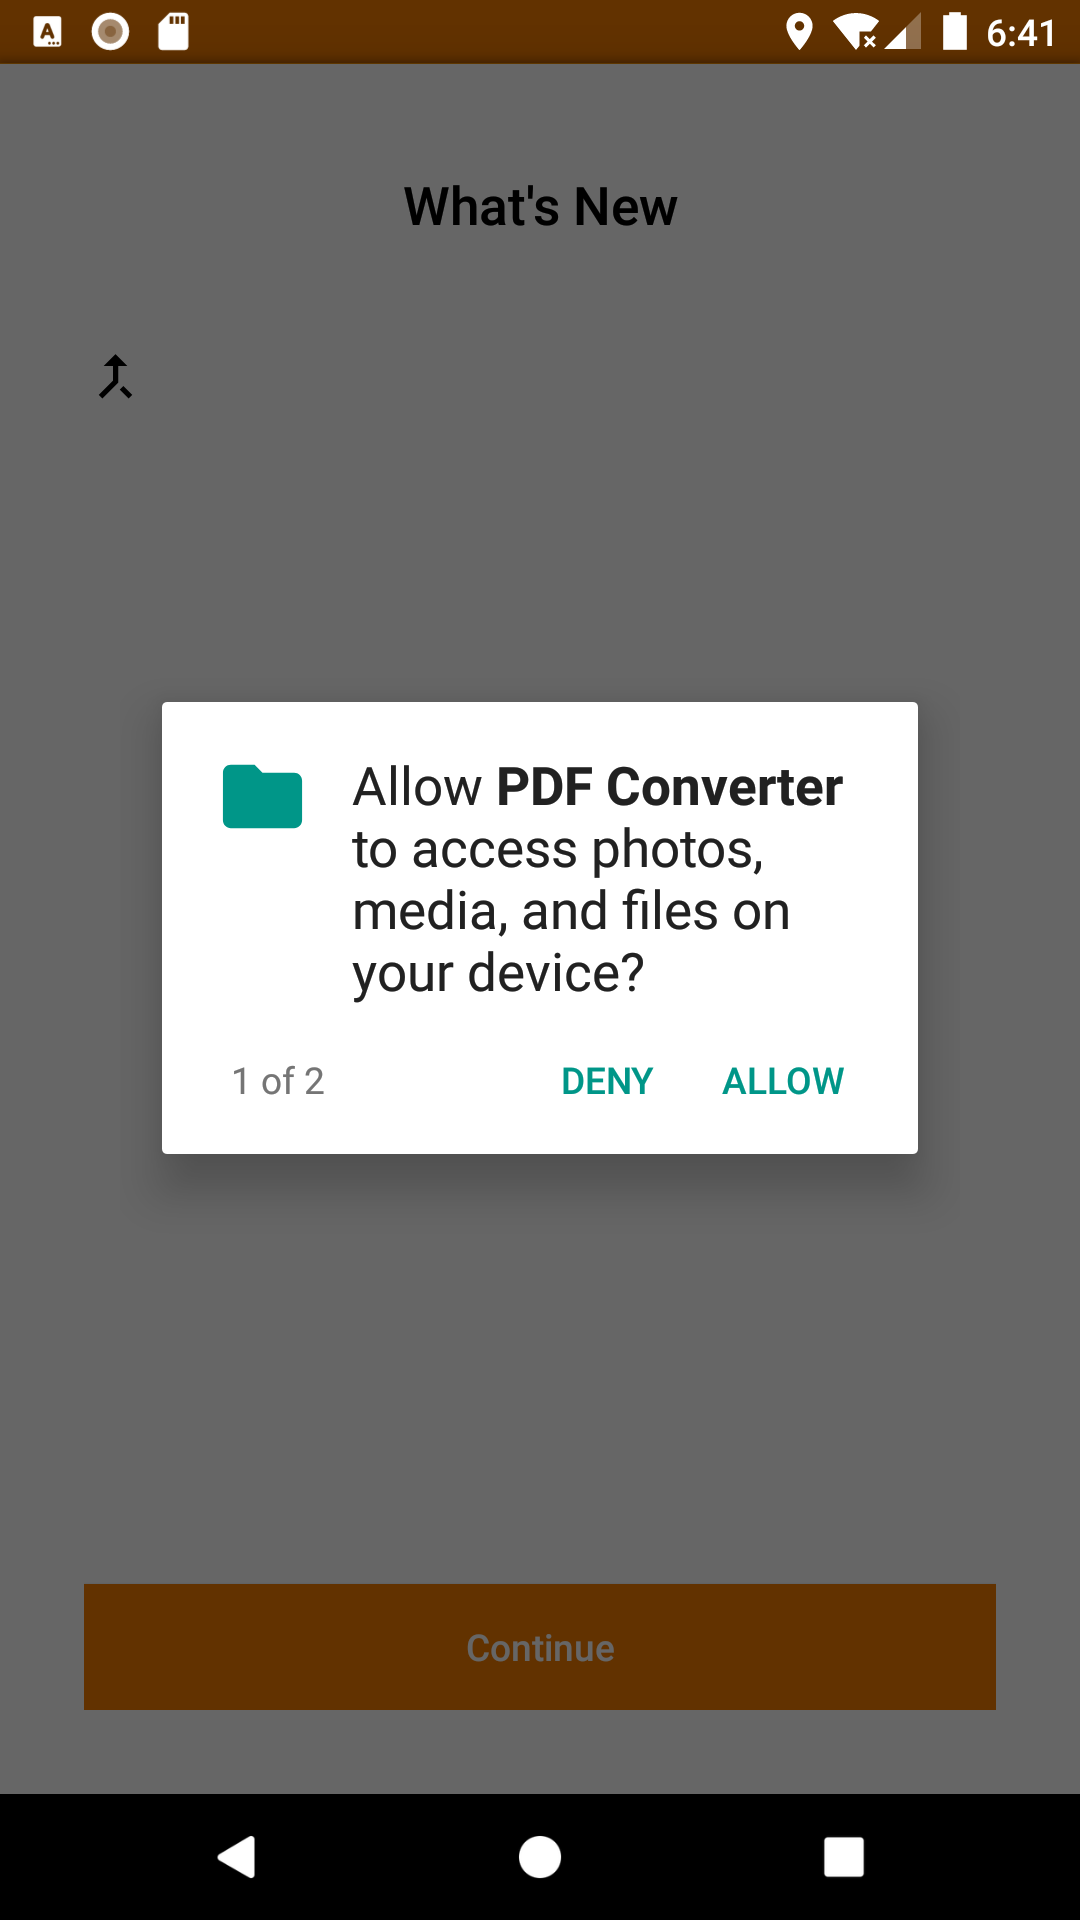 6:41
What's New
Allow PDF Converter
to access photos,
media, and files on
your device?
1 of 2 DENY ALLOW
Continue